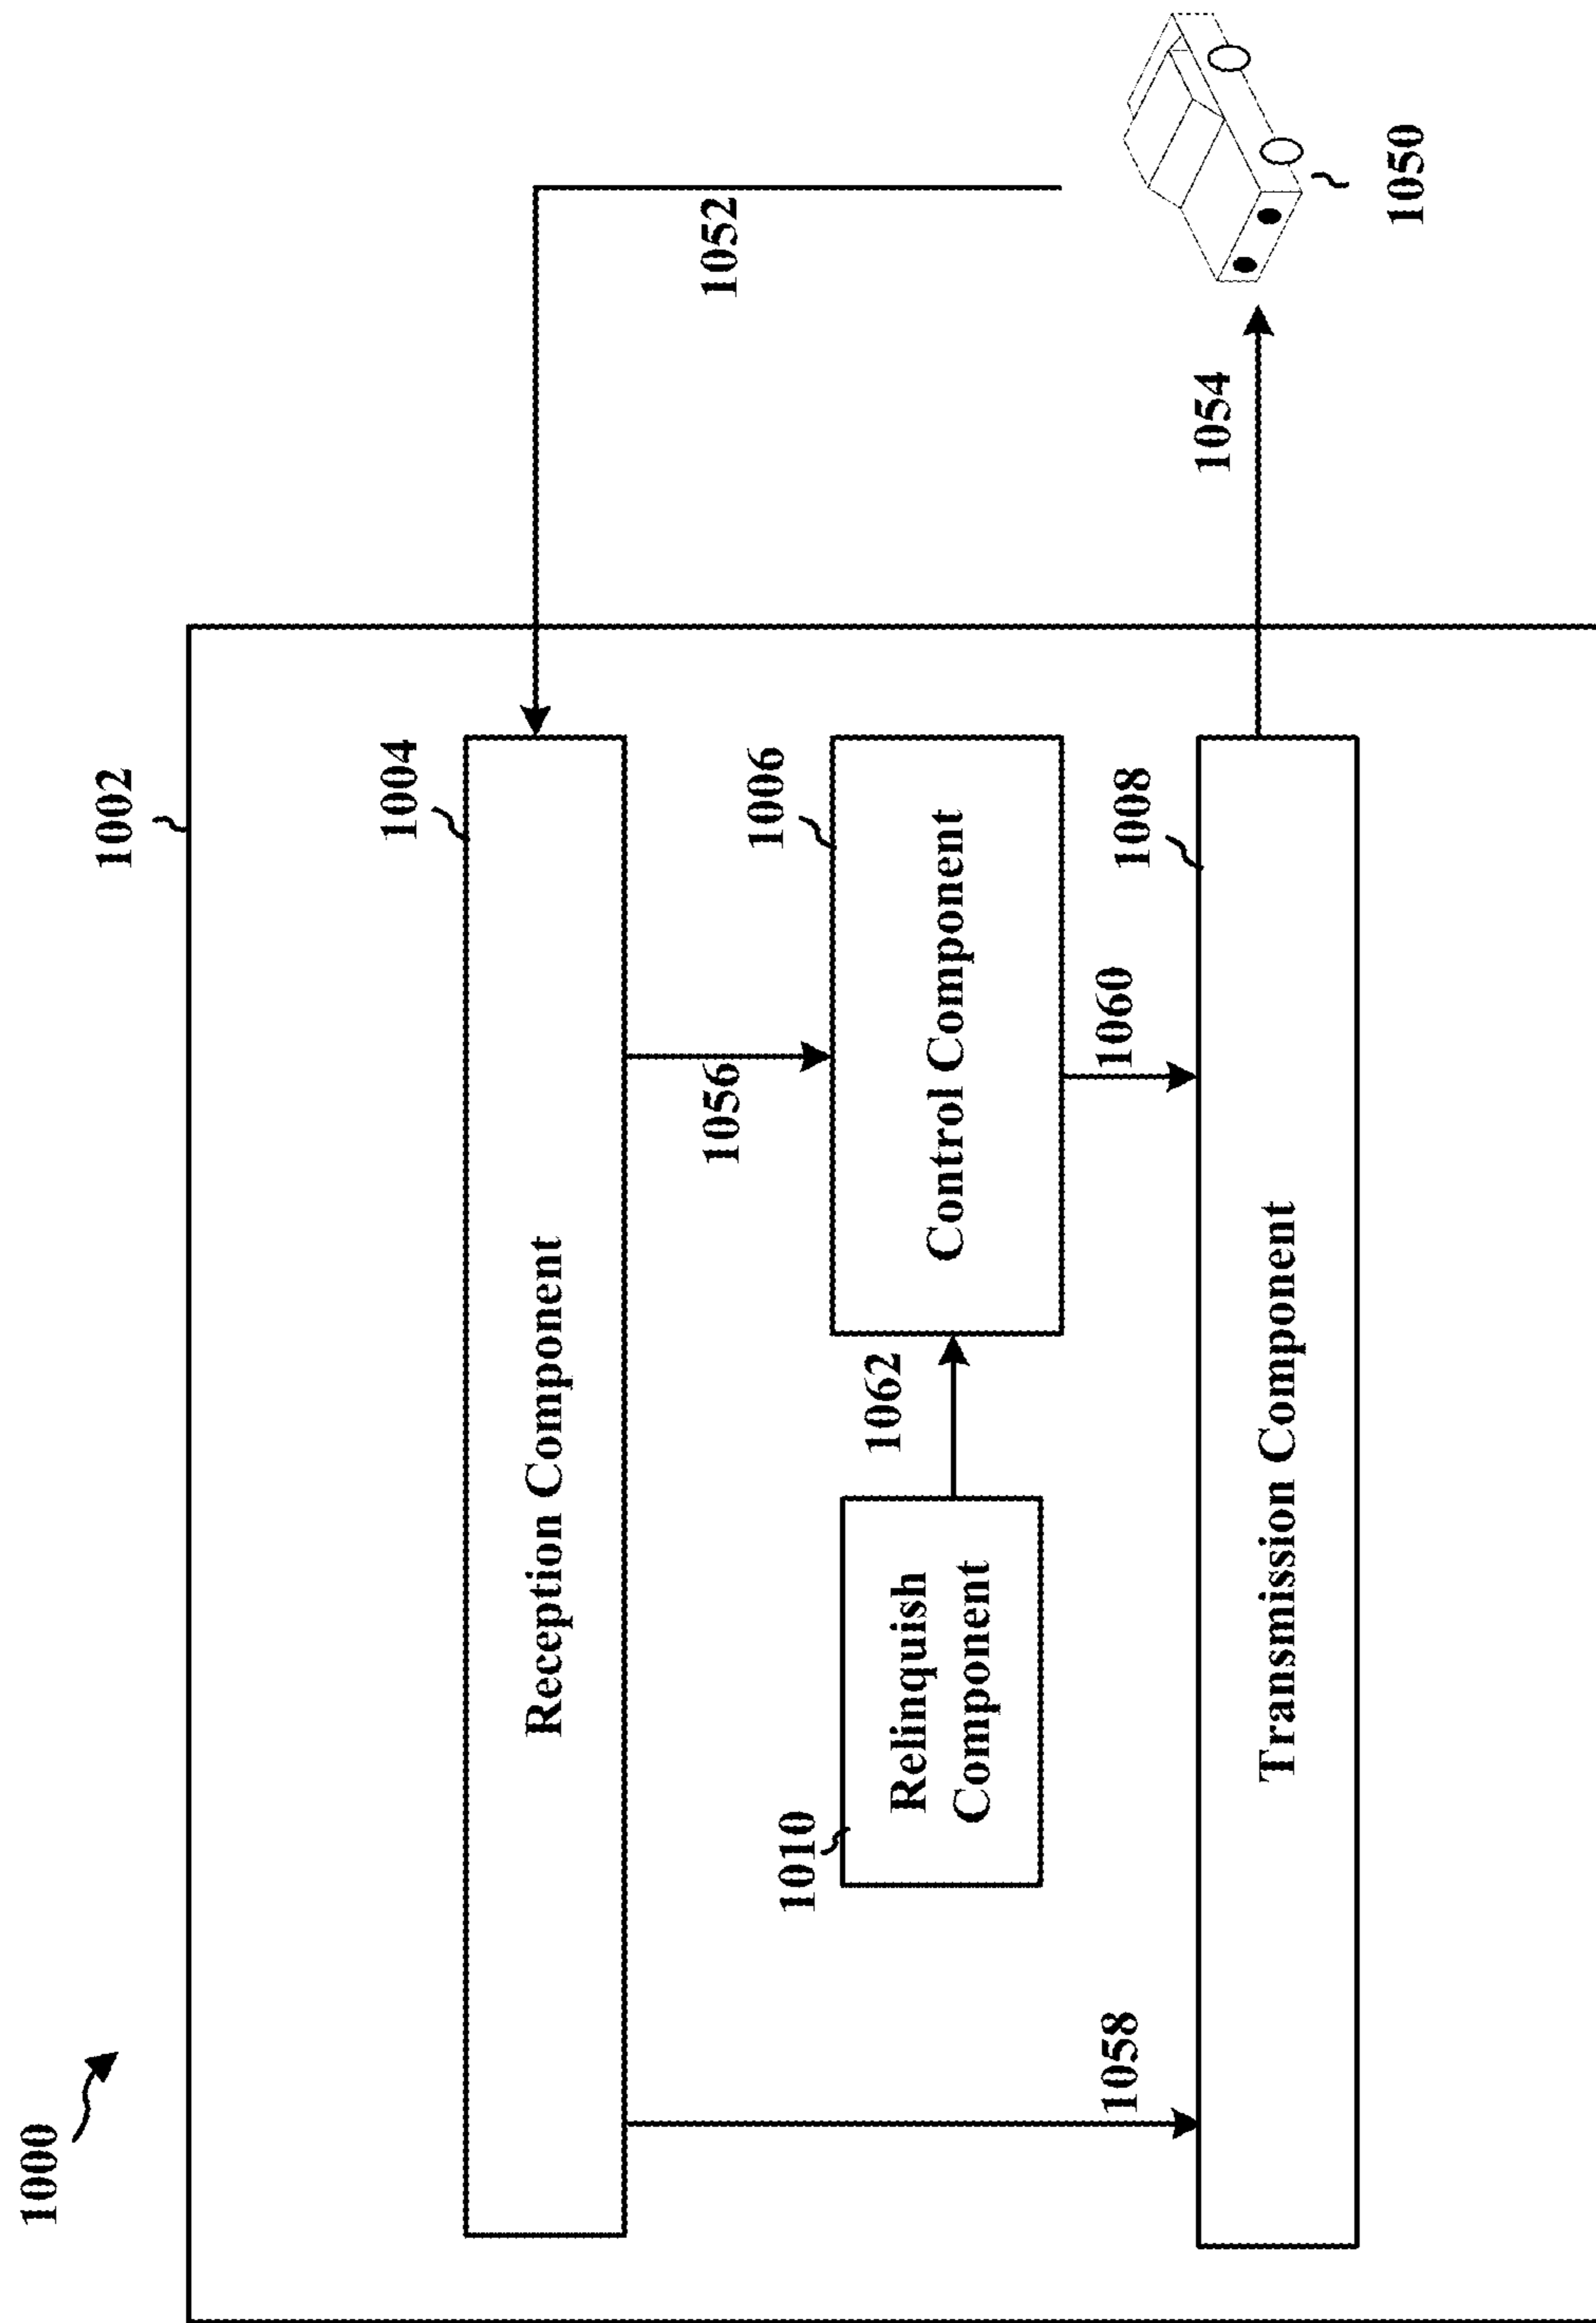 1000
1002
1004
Reception Component
1052
1056
1058
1010
Relinquish
Component
1062
1006
Control Component
1060
1008
Transmission Component
1054
1050